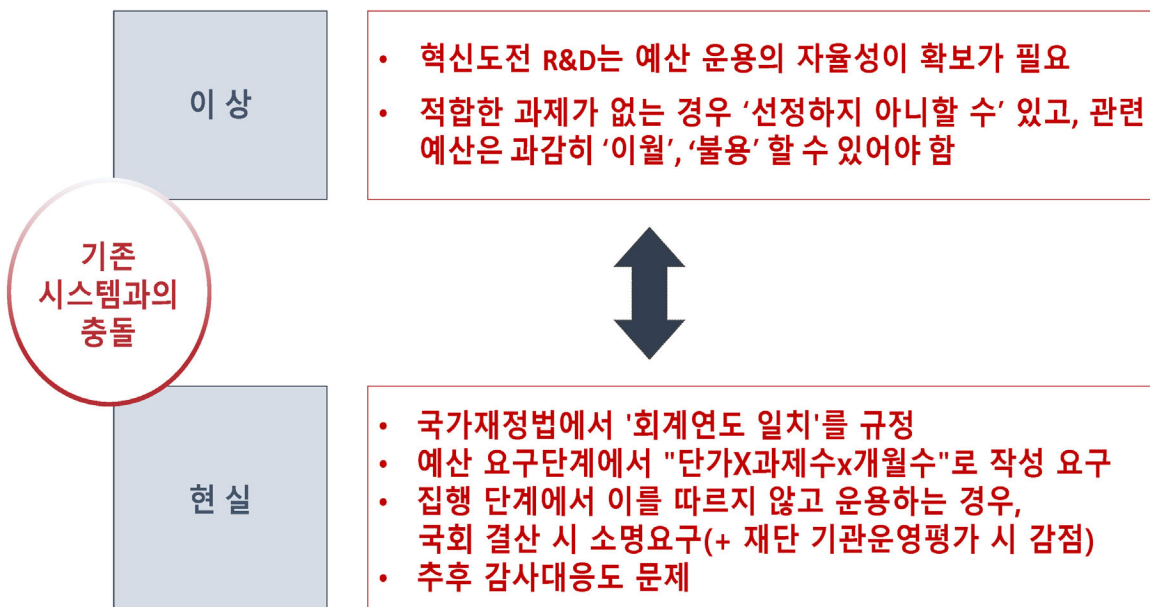 이 상
• 혁신도전 R&D는 예산 운용의 자율성이 확보가 필요
• 적합한 과제가 없는 경우 ‘선정하지 아니할 수’ 있고, 관련
예산은 과감히 ‘이월’, ‘불용’ 할 수 있어야 함
기존
시스템과의
충돌
현 실
• 국가재정법에서 '회계연도 일치'를 규정
• 예산 요구단계에서 "단가X과제수x개월수"로 작성 요구
• 집행 단계에서 이를 따르지 않고 운용하는 경우,
국회 결산 시 소명요구(+ 재단 기관운영평가 시 감점)
• 추후 감사대응도 문제